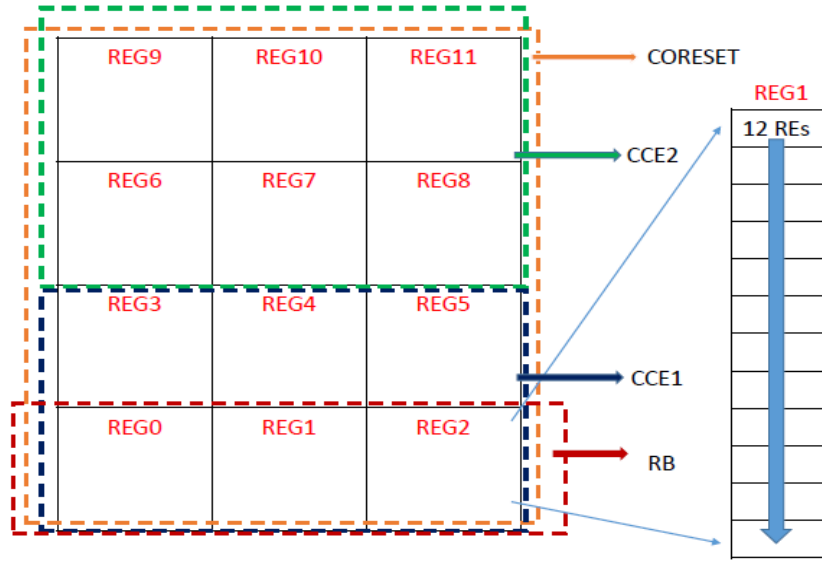 REG9 REG10 REG11
CORESET
REG1
12 REs
CCE2
REG6 REG7 REG8
REG3 REG4 REG5
CCE1
REG0 REG1 REG2
RB